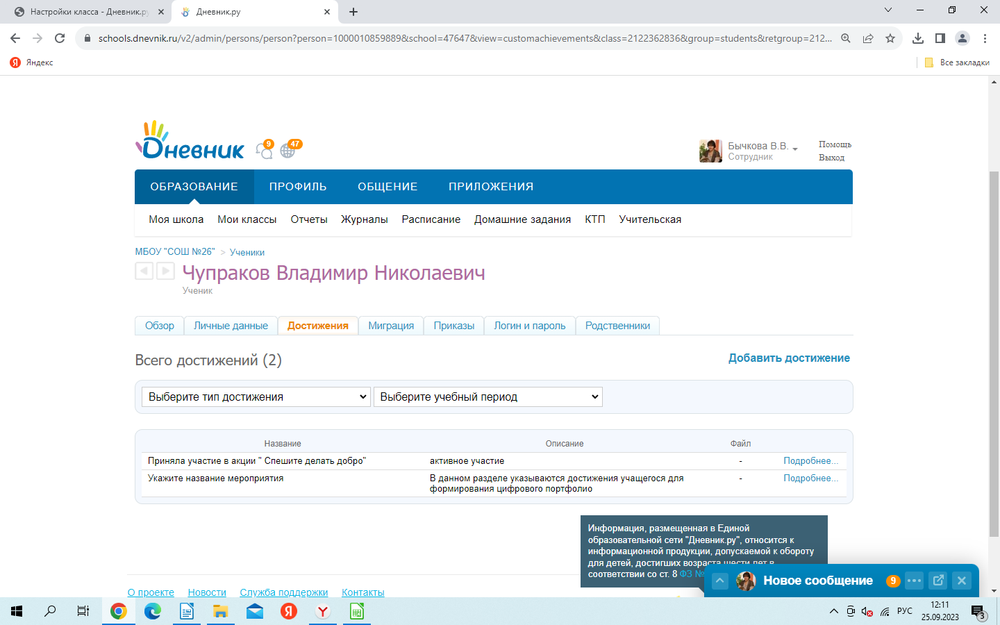 Настройки класса - Дневник.ру
Дневник.ру
schools.dnevnik.ru/v2/admin/persons/person?person=1000010859889&school=47647&view=customachievements&class=2122362836&group=students&retgroup=212...
Яндекс
Все закладки
Дневник
9
47
Бычкова В.В.
Сотрудник
Помощь
Выход
ОБРАЗОВАНИЕ ПРОФИЛЬ ОБЩЕНИЕ ПРИЛОЖЕНИЯ
Моя школа Мои классы Отчеты Журналы Расписание Домашние задания КТП Учительская
МБОУ "СОШ №26" > Ученики
Чупраков Владимир Николаевич
Ученик
Обзор Личные данные Достижения Миграция Приказы Логин и пароль Родственники
Всего достижений (2)
Добавить достижение
Выберите тип достижения Выберите учебный период
Название Описание Файл
Приняла участие в акции " Спешите делать добро" активное участие - Подробнее...
Укажите название мероприятия В данном разделе указываются достижения учащегося для - Подробнее...
формирования цифрового портфолио
Информация, размещенная в Единой
образовательной сети "Дневник.ру", относится к
информационной продукции, допускаемой к обороту
для детей, достигших возраста шести лет в
соответствии со ст. 8 ФЗ №
Новое сообщение 9
О проекте Новости Служба поддержки Контакты
РУС
12:11
25.09.2023
3